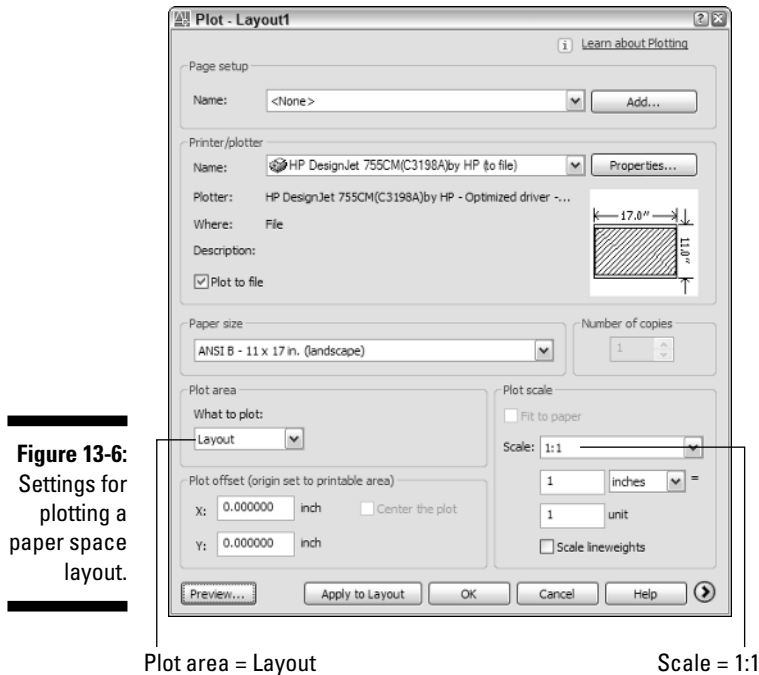 Plot - Layout1
Learn about Plotting
Page setup
Name: <None> Add...
Printer/plotter
Name: HP DesignJet 755CM(C3198A)by HP (to file) Properties...
Plotter: HP DesignJet 755CM(C3198A)by HP - Optimized driver -...
Where: File
Description:
Plot to file
17.0"
11.0"
Paper size
ANSI B - 11 x 17 in. (landscape)
Number of copies
1
Plot area
What to plot:
Layout
Plot scale
Fit to paper
Scale: 1:1
1 inches =
1 unit
Scale lineweights
Plot offset (origin set to printable area)
X: 0.000000 inch Center the plot
Y: 0.000000 inch
Preview... Apply to Layout OK Cancel Help
Figure 13-6:
Settings for
plotting a
paper space
layout.
Plot area = Layout
Scale = 1:1